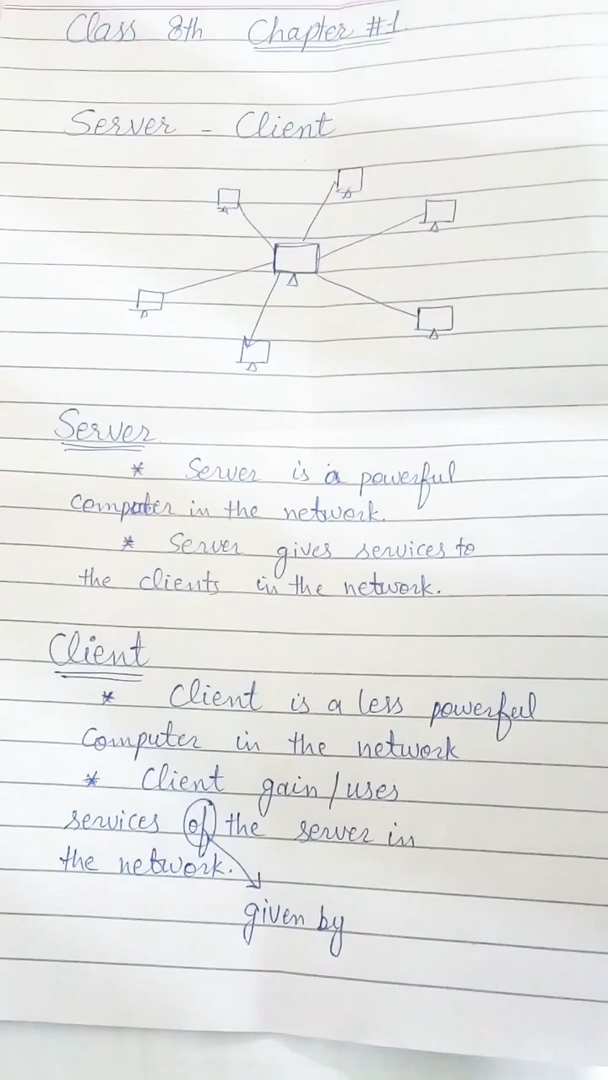 Class 8th Chapter #1
Server - Client
Server
* Server is a powerful
computer in the network.
* Server gives services to
the clients in the network.
Client
* Client is a less powerful
Computer in the network
* Client gain/uses
services of the server in
the network.
given by